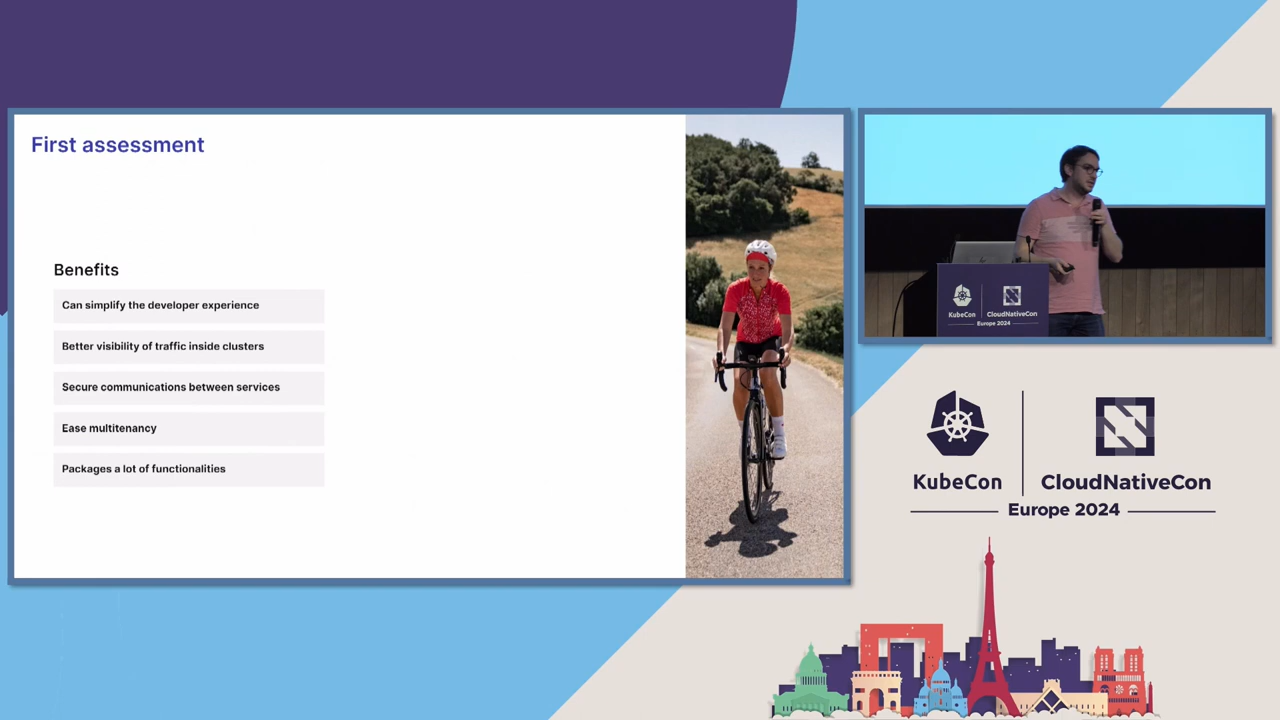 First assessment
Benefits
Can simplify the developer experience
Better visibility of traffic inside clusters
Secure communications between services
Ease multitenancy
Packages a lot of functionalities
KubeCon
CloudNativeCon
Europe 2024
KubeCon
CloudNativeCon
Europe 2024